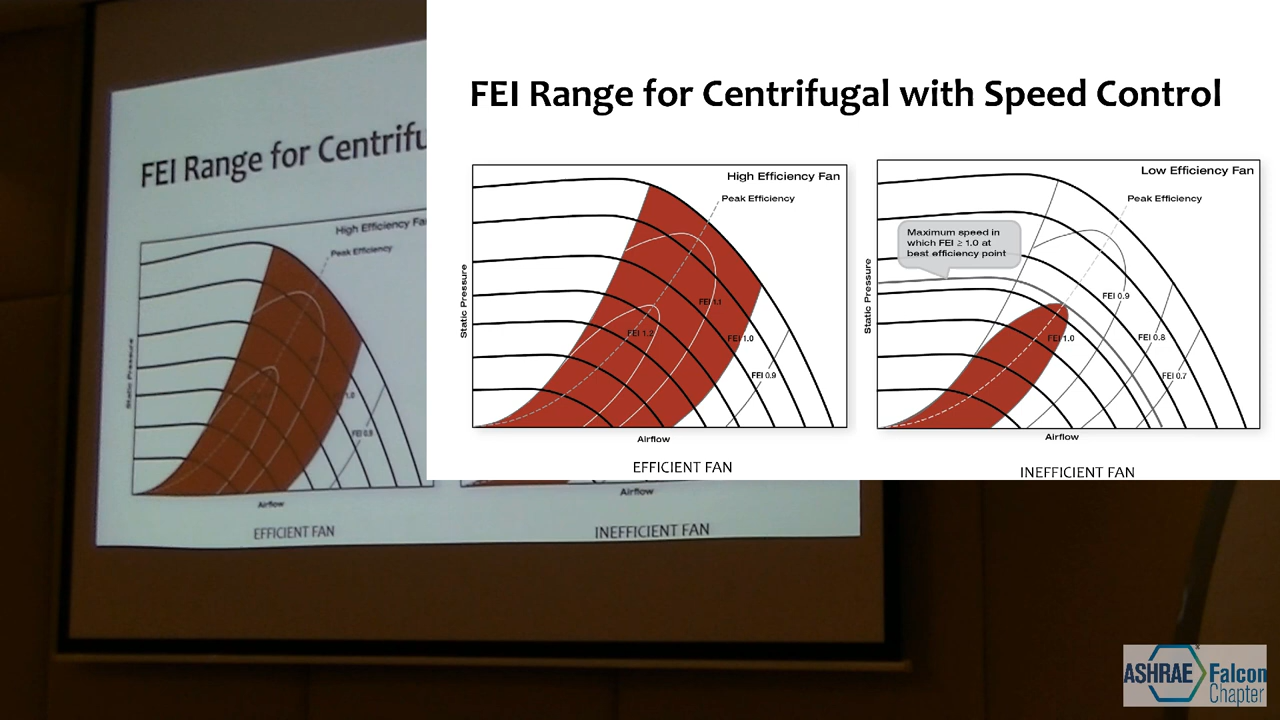 FEI Range for Centrifugal with Speed Control
High Efficiency Fan
Peak Efficiency
FEI 1.1
FEI 1.2
FEI 1.0
FEI 0.9
Static Pressure
Airflow
EFFICIENT FAN
Low Efficiency Fan
Peak Efficiency
Maximum speed in
which FEI ≥ 1.0 at
best efficiency point
FEI 0.9
FEI 1.0
FEI 0.8
FEI 0.7
Static Pressure
Airflow
INEFFICIENT FAN
FEI Range for Centrifu
High Efficiency Fa
Peak Efficiency
1.0
FEI 0.9
Static Pressure
Airflow
EFFICIENT FAN
Airflow
INEFFICIENT FAN
ASHRAE Falcon
Chapter